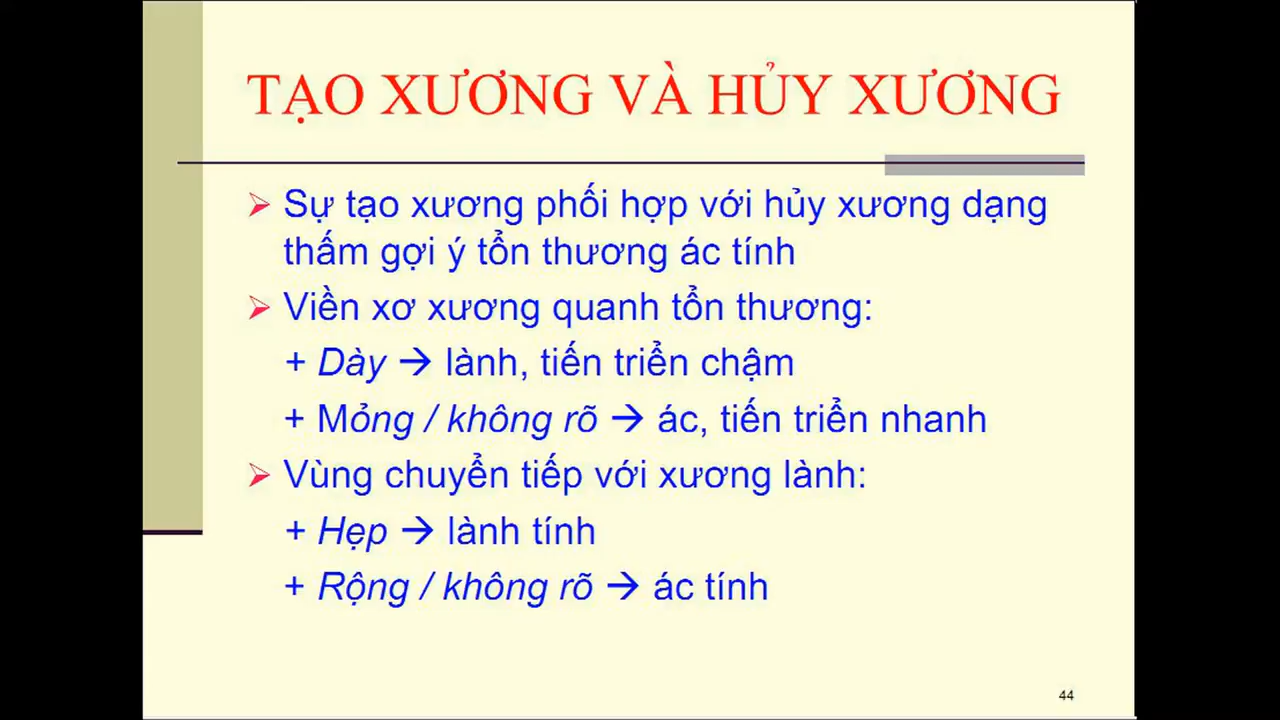 TẠO XƯƠNG VÀ HỦY XƯƠNG
Sự tạo xương phối hợp với hủy xương dạng
thấm gợi ý tổn thương ác tính
Viền xơ xương quanh tổn thương:
+ Dày → lành, tiến triển chậm
+ Mỏng / không rõ → ác, tiến triển nhanh
Vùng chuyển tiếp với xương lành:
+ Hẹp → lành tính
+ Rộng / không rõ → ác tính
44